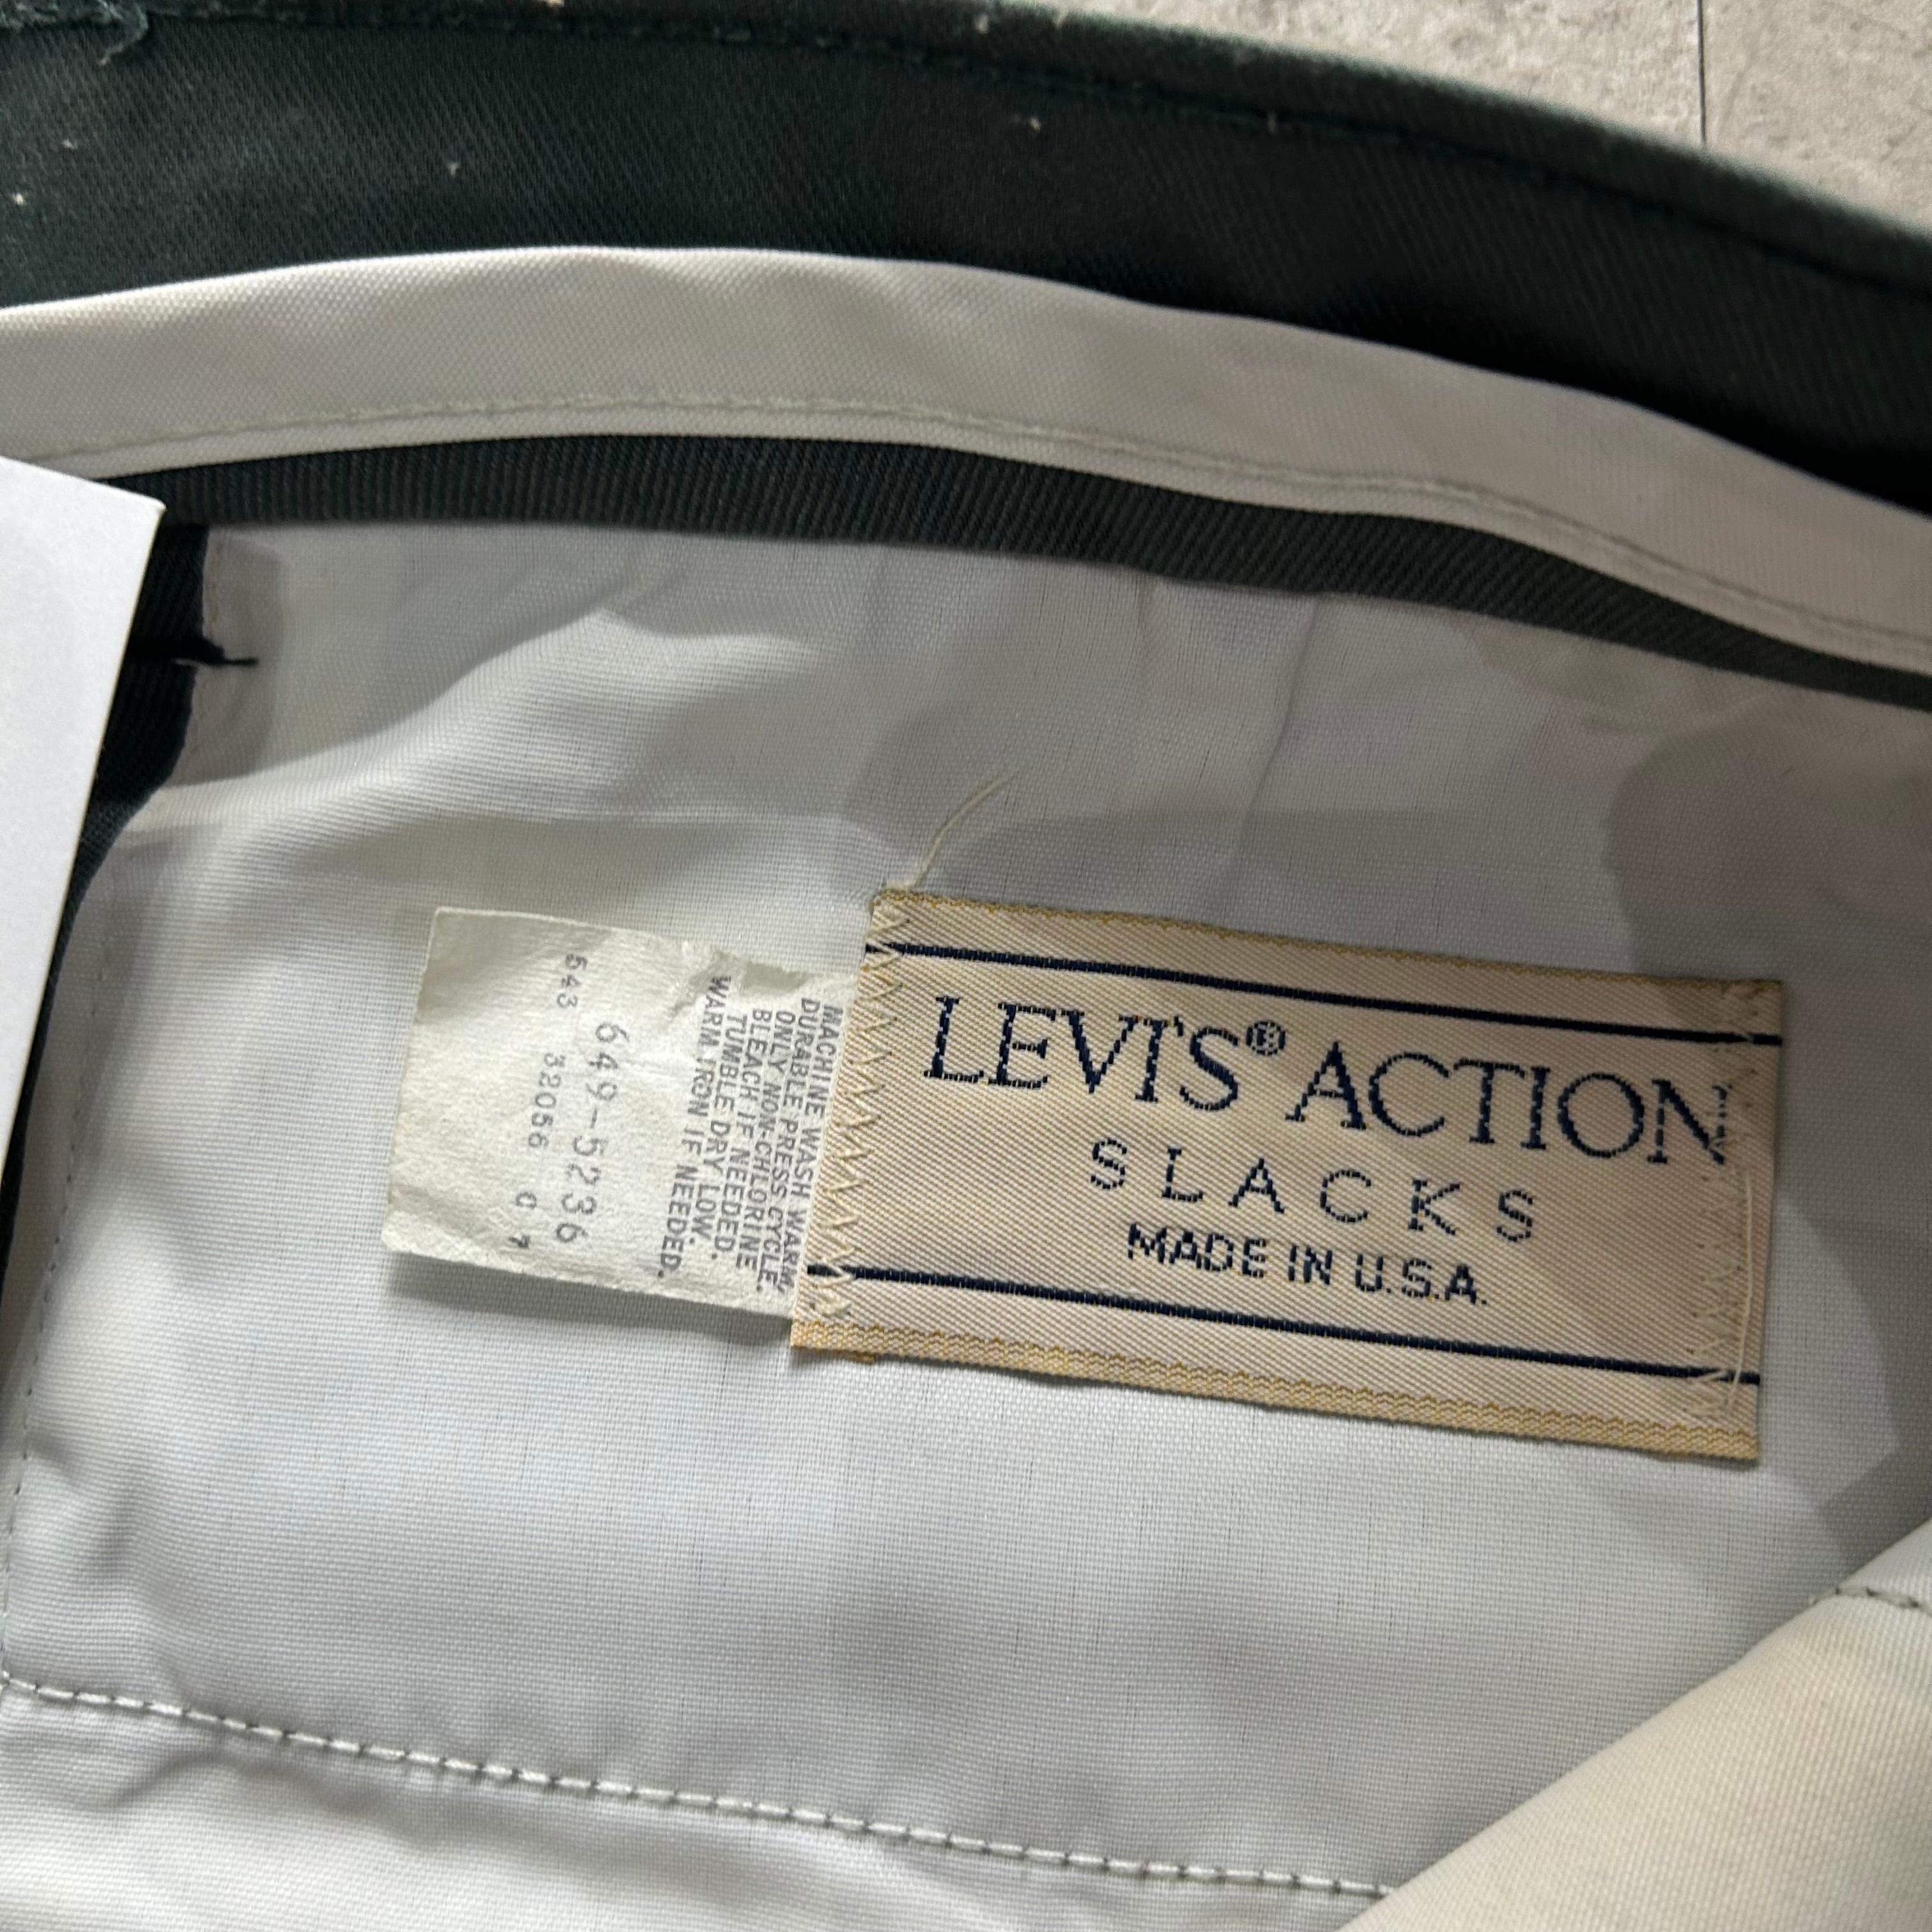 LEVI'S® ACTION
SLACKS
MADE IN U.S.A.
MACHINE WASH WARM,
DURABLE PRESS CYCLE.
ONLY NON-CHLORINE
BLEACH IF NEEDED.
TUMBLE DRY LOW.
WARM IRON IF NEEDED.
649-5236
543 32056 C 7